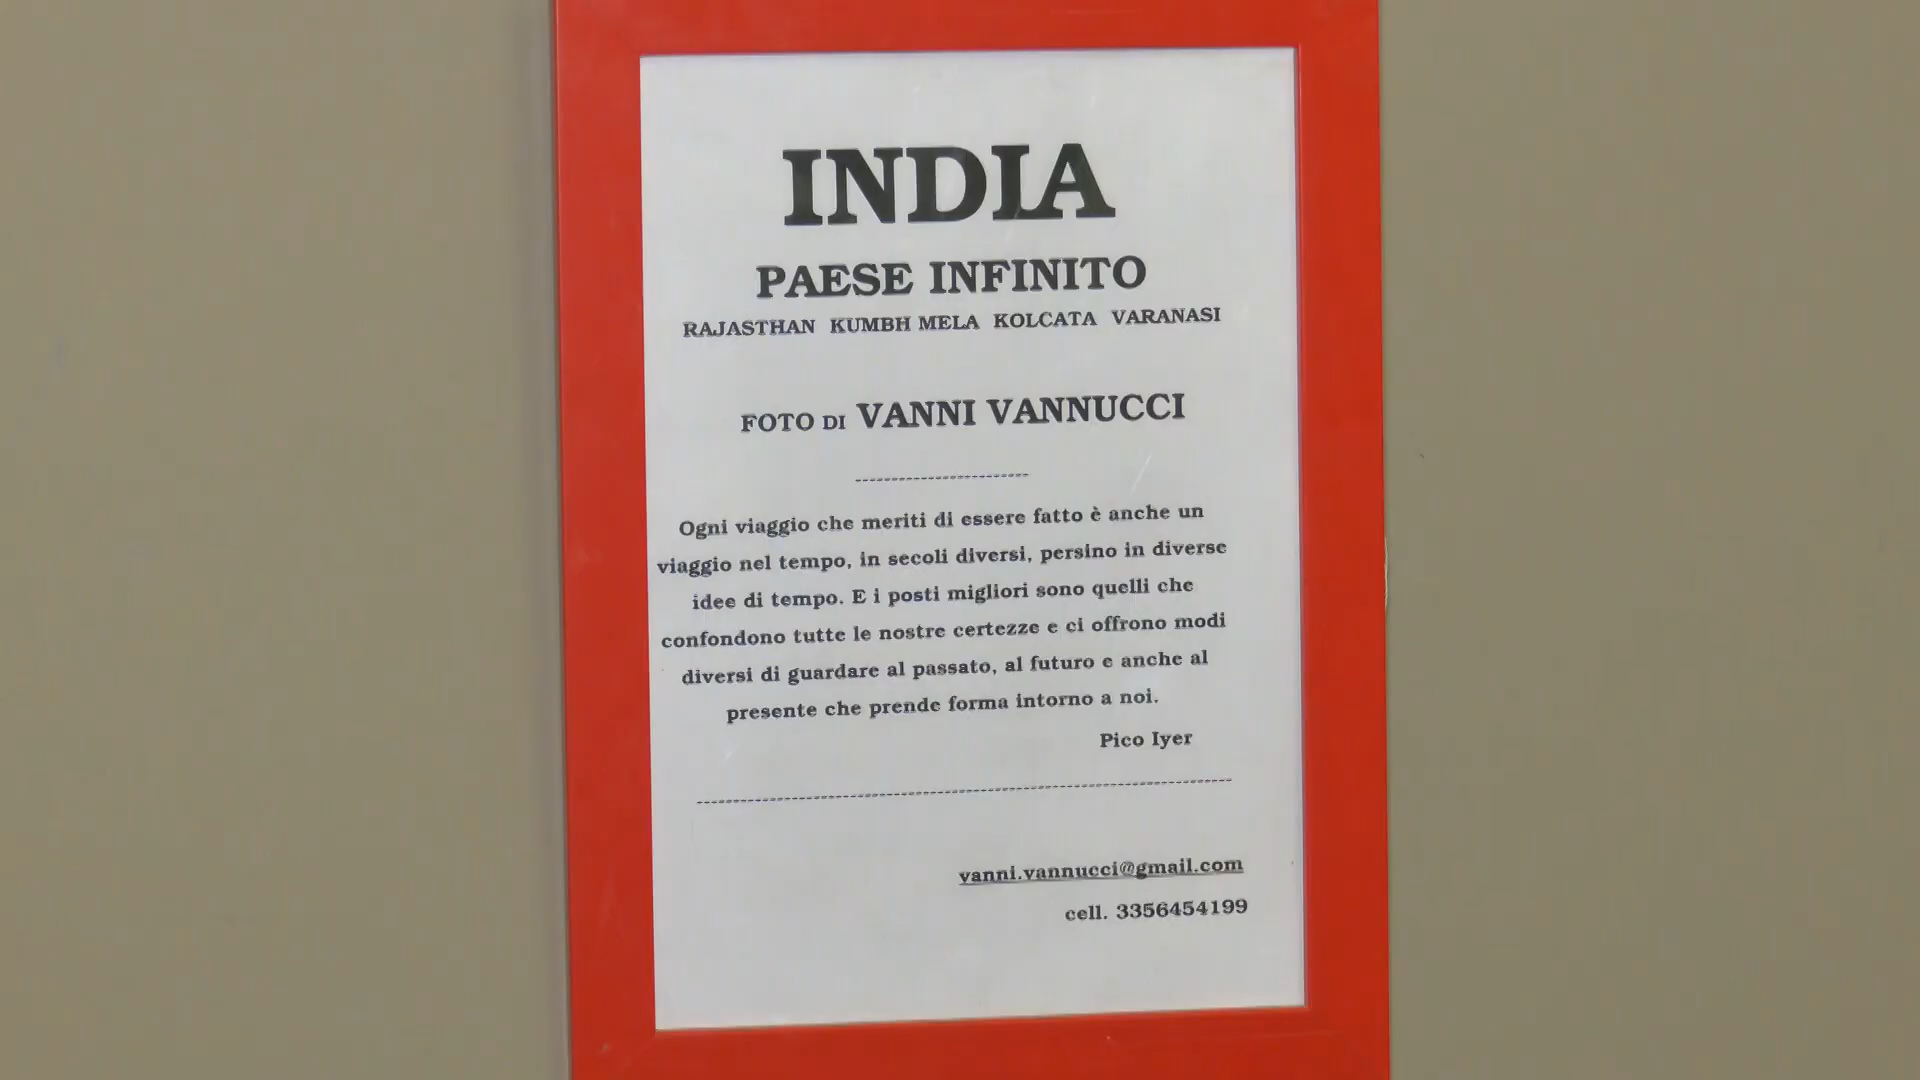 INDIA
PAESE INFINITO
RAJASTHAN KUMBH MELA KOLCATA VARANASI
FOTO DI VANNI VANNUCCI
------------------------
Ogni viaggio che meriti di essere fatto è anche un
viaggio nel tempo, in secoli diversi, persino in diverse
idee di tempo. E i posti migliori sono quelli che
confondono tutte le nostre certezze e ci offrono modi
diversi di guardare al passato, al futuro e anche al
presente che prende forma intorno a noi.
Pico Iyer
--------------------------------------------------------------------------
vanni.vannucci@gmail.com
cell. 3356454199